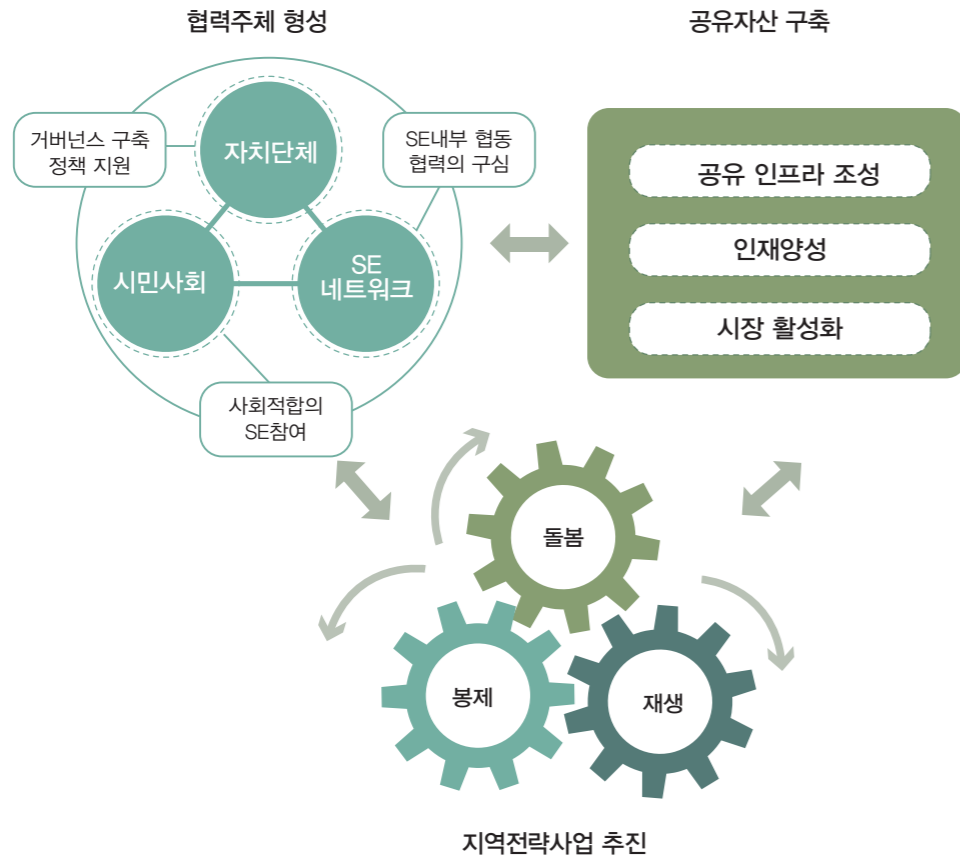 협력주체 형성
공유자산 구축
거버넌스 구축
정책 지원
자치단체
SE내부 협동
협력의 구심
시민사회
SE
네트워크
사회적합의
SE참여
공유 인프라 조성
인재양성
시장 활성화
돌봄
봉제
재생
지역전략사업 추진